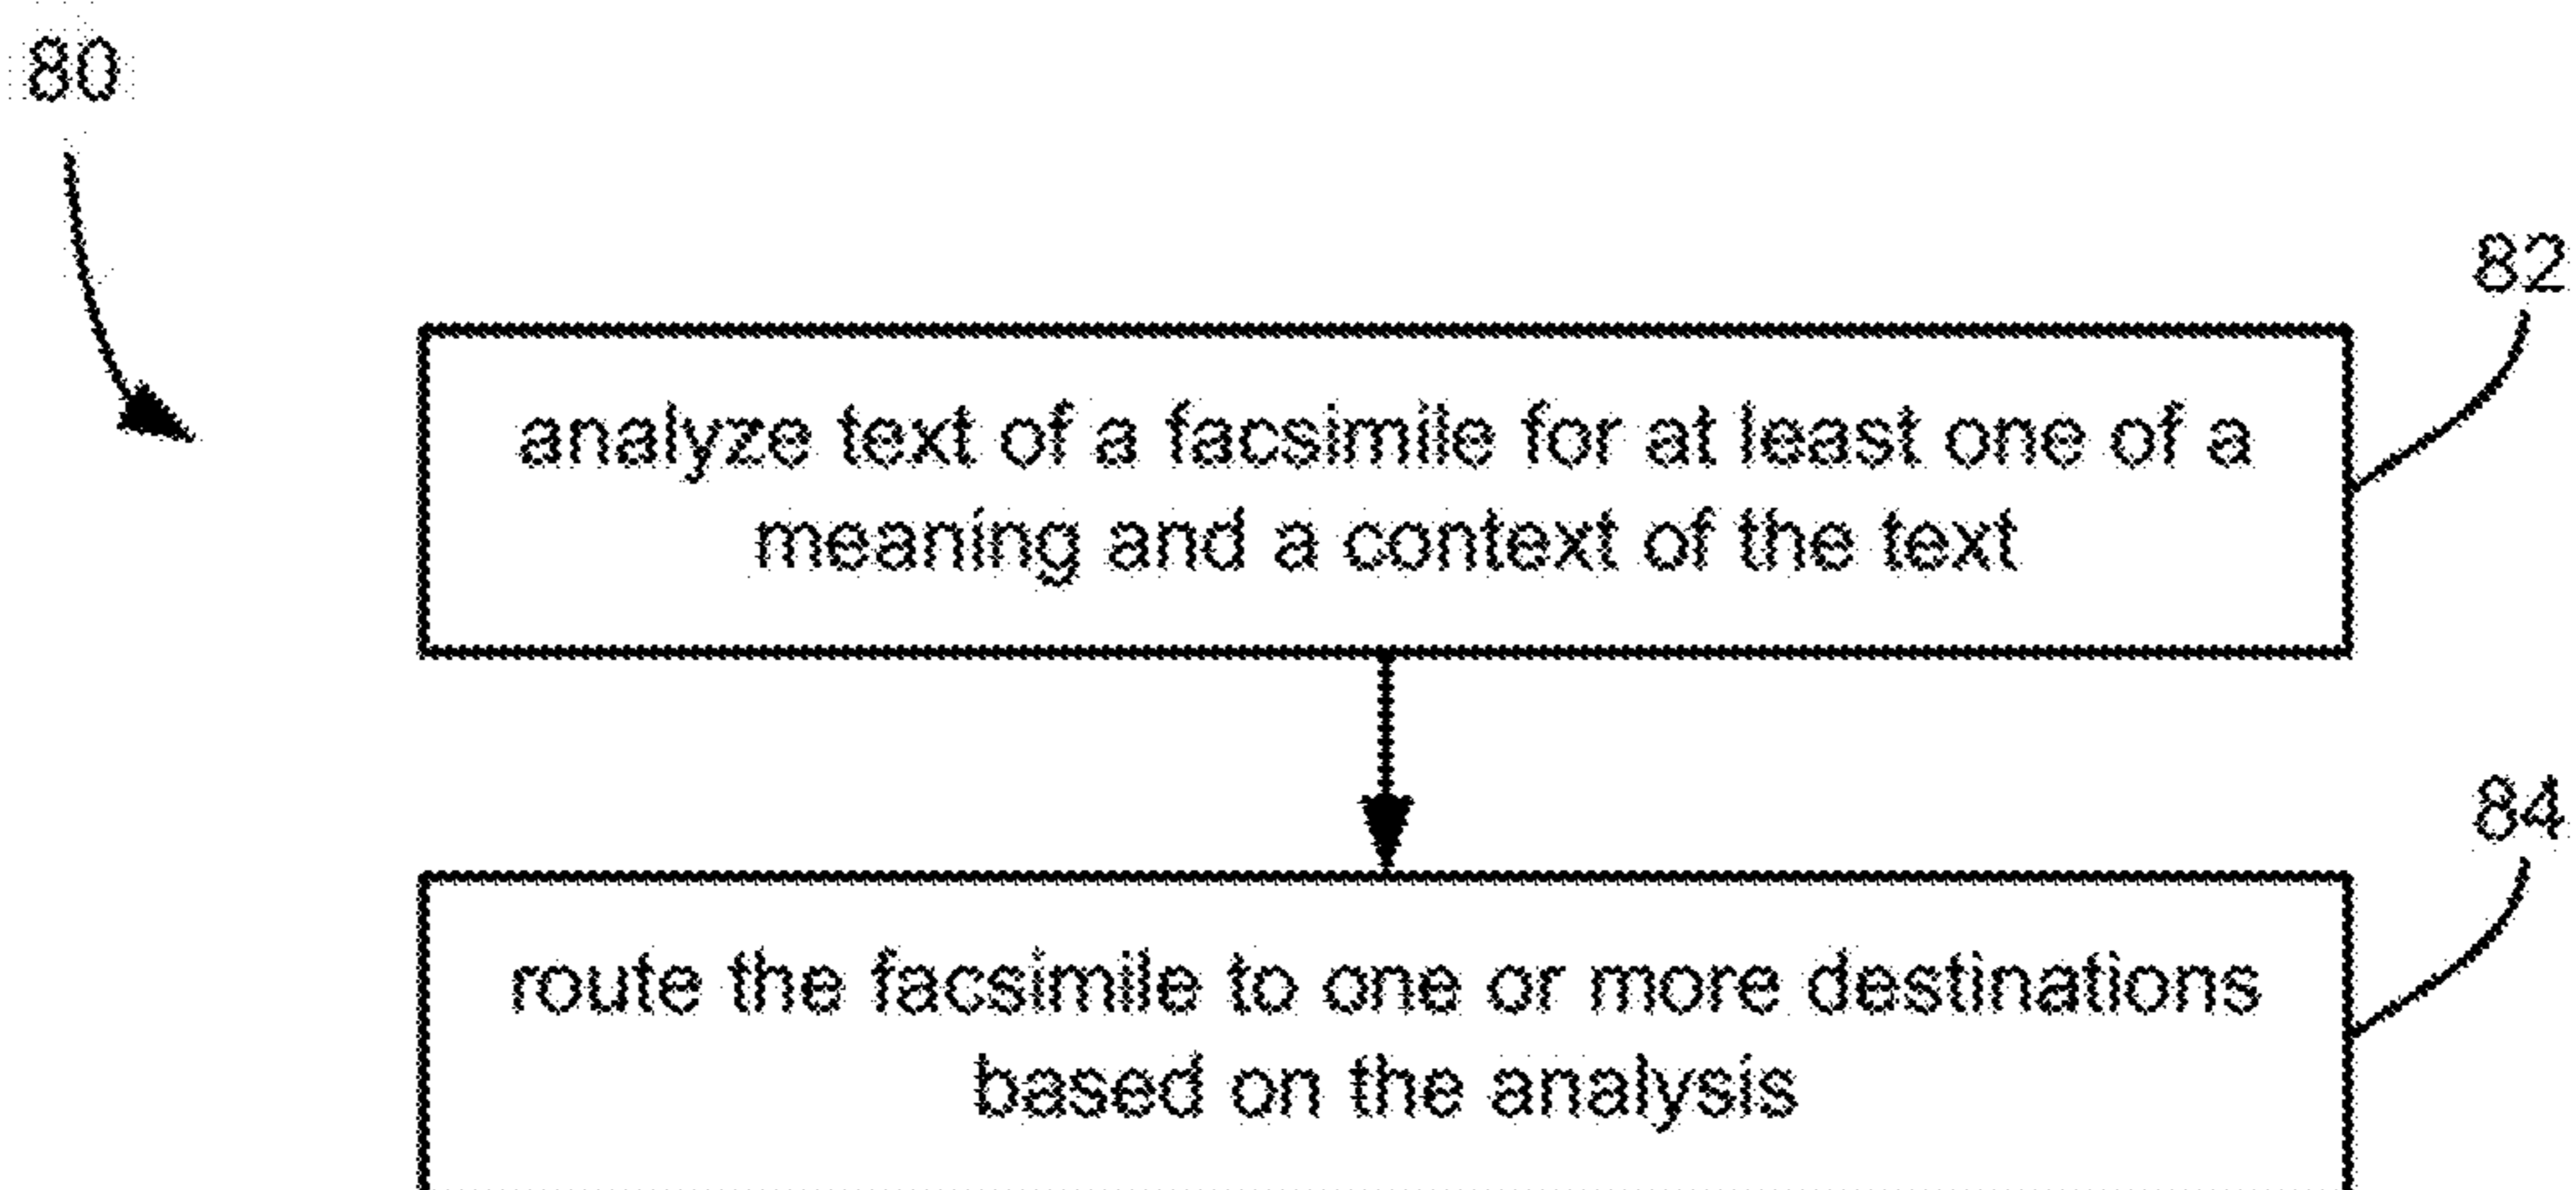 80
82
analyze text of a facsimile for at least one of a
meaning and a context of the text
84
route the facsimile to one or more destinations
based on the analysis